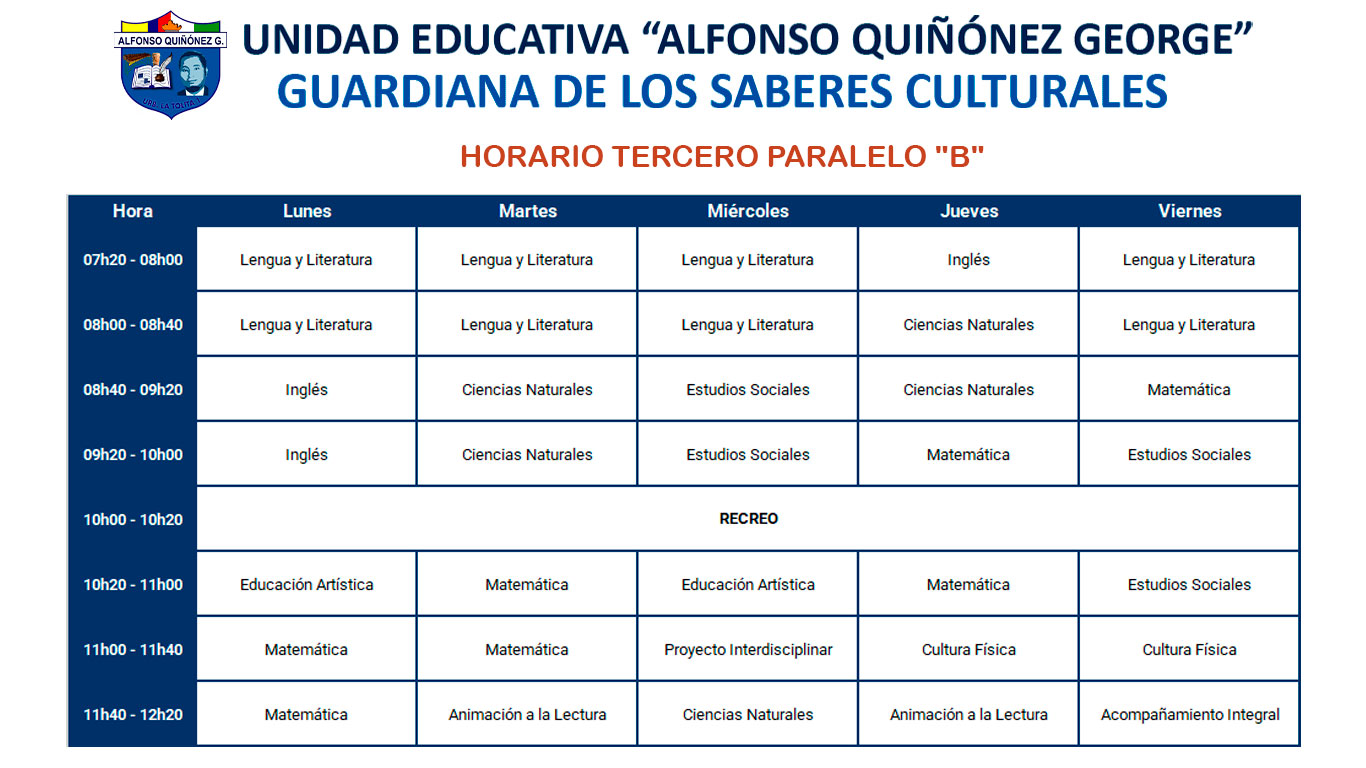 ALFONSO QUIÑÓNEZ G.
UNIDAD EDUCATIVA “ALFONSO QUIÑÓNEZ GEORGE”
GUARDIANA DE LOS SABERES CULTURALES
HORARIO TERCERO PARALELO "B"
Hora Lunes Martes Miércoles Jueves Viernes
07h20 - 08h00 Lengua y Literatura Lengua y Literatura Lengua y Literatura Inglés Lengua y Literatura
08h00 - 08h40 Lengua y Literatura Lengua y Literatura Lengua y Literatura Ciencias Naturales Lengua y Literatura
08h40 - 09h20 Inglés Ciencias Naturales Estudios Sociales Ciencias Naturales Matemática
09h20 - 10h00 Inglés Ciencias Naturales Estudios Sociales Matemática Estudios Sociales
10h00 - 10h20 RECREO
10h20 - 11h00 Educación Artística Matemática Educación Artística Matemática Estudios Sociales
11h00 - 11h40 Matemática Matemática Proyecto Interdisciplinar Cultura Física Cultura Física
11h40 - 12h20 Matemática Animación a la Lectura Ciencias Naturales Animación a la Lectura Acompañamiento Integral